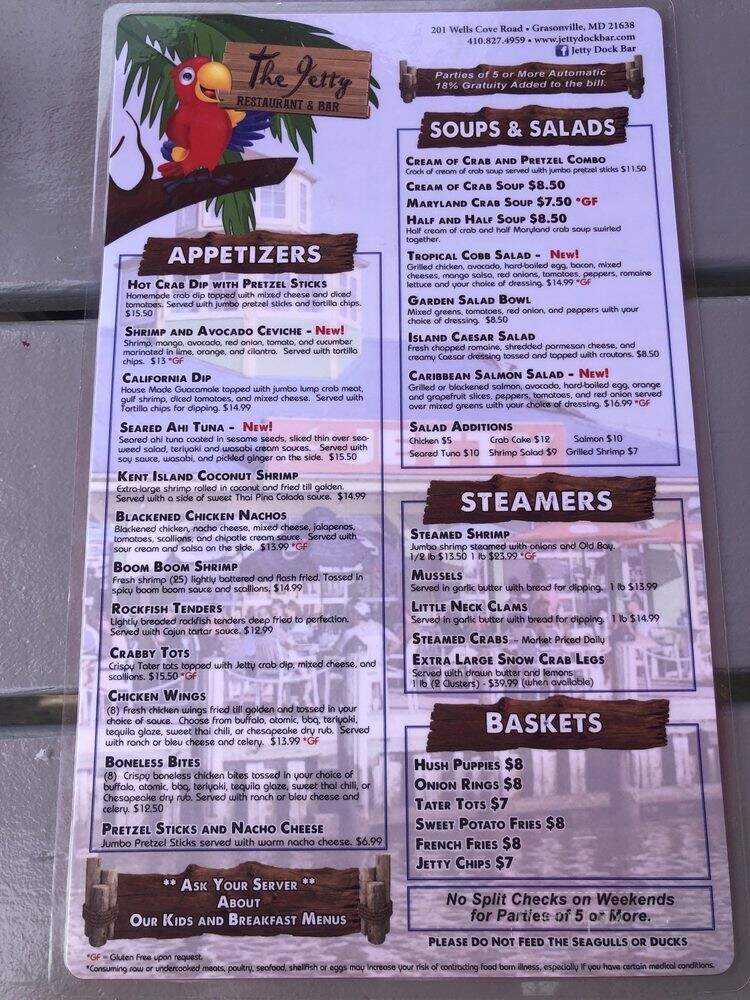 The Jetty
RESTAURANT & BAR
201 Wells Cove Road • Grasonville, MD 21638
410.827.4959 • www.jettydockbar.com
f Jetty Dock Bar
Parties of 5 or More Automatic
18% Gratuity Added to the bill.
APPETIZERS
HOT CRAB DIP WITH PRETZEL STICKS
Homemade crab dip topped with mixed cheese and diced
tomatoes. Served with jumbo pretzel sticks and tortilla chips.
$15.50
SHRIMP AND AVOCADO CEVICHE - New!
Shrimp, mango, avocado, red onion, tomato, and cucumber
marinated in lime, orange, and cilantro. Served with tortilla
chips. $13 *GF
CALIFORNIA DIP
House Made Guacamole topped with jumbo lump crab meat,
gulf shrimp, diced tomatoes, and mixed cheese. Served with
Tortilla chips for dipping. $14.99
SEARED AHI TUNA - New!
Seared ahi tuna coated in sesame seeds, sliced thin over sea-
weed salad, teriyaki and wasabi cream sauces. Served with
soy sauce, wasabi, and pickled ginger on the side. $15.50
KENT ISLAND COCONUT SHRIMP
Extra-large shrimp rolled in coconut and fried till golden.
Served with a side of sweet Thai Pina Colada sauce. $14.99
BLACKENED CHICKEN NACHOS
Blackened chicken, nacho cheese, mixed cheese, jalapenos,
tomatoes, scallions, and chipotle cream sauce. Served with
sour cream and salsa on the side. $13.99 *GF
BOOM BOOM SHRIMP
Fresh shrimp (25) lightly battered and flash fried. Tossed in
spicy boom boom sauce and scallions. $14.99
ROCKFISH TENDERS
Lightly breaded rockfish tenders deep fried to perfection.
Served with Cajun tartar sauce. $12.99
CRABBY TOTS
Crispy Tater tots topped with Jetty crab dip, mixed cheese, and
scallions. $15.50 *GF
CHICKEN WINGS
(8) Fresh chicken wings fried till golden and tossed in your
choice of sauce. Choose from buffalo, atomic, bbq, teriyaki,
tequila glaze, sweet thai chili, or chesapeake dry rub. Served
with ranch or bleu cheese and celery. $13.99 *GF
BONELESS BITES
(8) Crispy boneless chicken bites tossed in your choice of
buffalo, atomic, bbq, teriyaki, tequila glaze, sweet thai chili, or
Chesapeake dry rub. Served with ranch or bleu cheese and
celery. $12.50
PRETZEL STICKS AND NACHO CHEESE
Jumbo Pretzel Sticks served with warm nacho cheese. $6.99
** ASK YOUR SERVER **
ABOUT
OUR KIDS AND BREAKFAST MENUS
SOUPS & SALADS
CREAM OF CRAB AND PRETZEL COMBO
Crock of cream of crab soup served with jumbo pretzel sticks $11.50
CREAM OF CRAB SOUP $8.50
MARYLAND CRAB SOUP $7.50 *GF
HALF AND HALF SOUP $8.50
Half cream of crab and half Maryland crab soup swirled
together.
TROPICAL COBB SALAD - New!
Grilled chicken, avocado, hard-boiled egg, bacon, mixed
cheeses, mango salsa, red onions, tomatoes, peppers, romaine
lettuce and your choice of dressing. $14.99 *GF
GARDEN SALAD BOWL
Mixed greens, tomatoes, red onion, and peppers with your
choice of dressing. $8.50
ISLAND CAESAR SALAD
Fresh chopped romaine, shredded parmesan cheese, and
creamy Caesar dressing tossed and topped with croutons. $8.50
CARIBBEAN SALMON SALAD - New!
Grilled or blackened salmon, avocado, hard-boiled egg, orange
and grapefruit slices, peppers, tomatoes, and red onion served
over mixed greens with your choice of dressing. $16.99 *GF
SALAD ADDITIONS
Chicken $5 Crab Cake $12 Salmon $10
Seared Tuna $10 Shrimp Salad $9 Grilled Shrimp $7
STEAMERS
STEAMED SHRIMP
Jumbo shrimp steamed with onions and Old Bay.
1/2 lb $13.50 1 lb $23.99 *GF
MUSSELS
Served in garlic butter with bread for dipping. 1 lb $13.99
LITTLE NECK CLAMS
Served in garlic butter with bread for dipping. 1 lb $14.99
STEAMED CRABS - Market Priced Daily
EXTRA LARGE SNOW CRAB LEGS
Served with drawn butter and lemons
1 lb (2 Clusters) - $39.99 (when available)
BASKETS
HUSH PUPPIES $8
ONION RINGS $8
TATER TOTS $7
SWEET POTATO FRIES $8
FRENCH FRIES $8
JETTY CHIPS $7
No Split Checks on Weekends
for Parties of 5 or More.
PLEASE DO NOT FEED THE SEAGULLS OR DUCKS
*GF - Gluten Free upon request.
*Consuming raw or undercooked meats, poultry, seafood, shellfish or eggs may increase your risk of contracting food born illness, especially if you have certain medical conditions.